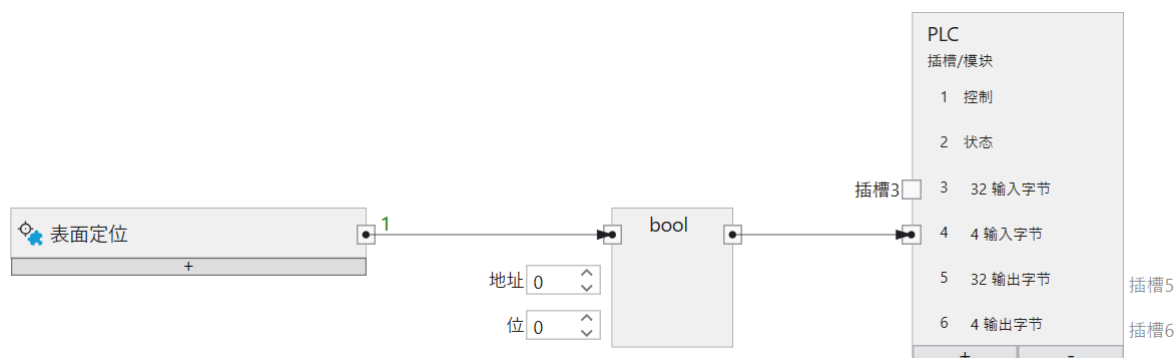 PLC
插槽/模块
1 控制
2 状态
插槽3 3 32 输入字节
表面定位 1 bool 4 4 输入字节
+
地址 0 5 32 输出字节 插槽5
位 0 6 4 输出字节 插槽6
+ -